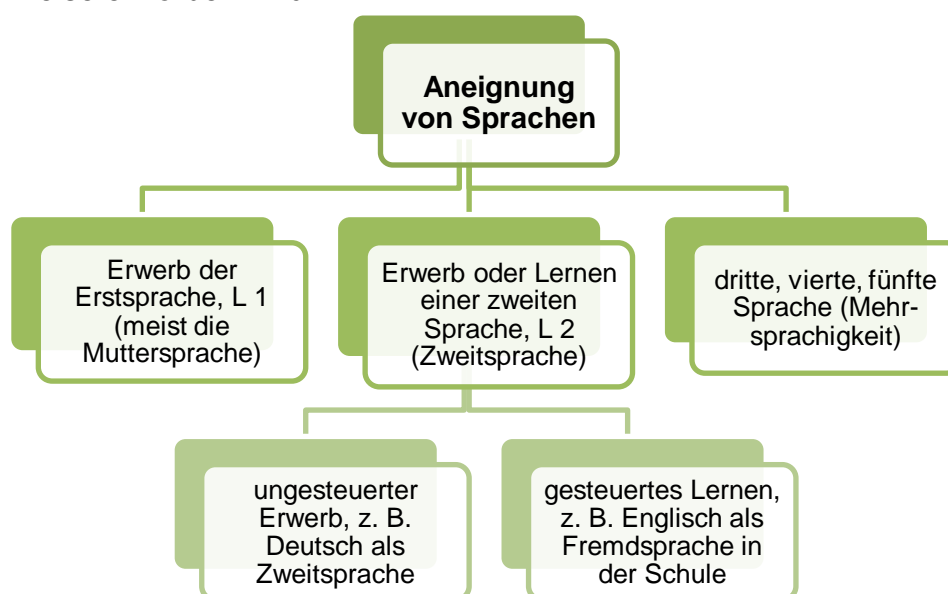 Aneignung
von Sprachen
Erwerb der
Erstsprache, L 1
(meist die
Muttersprache)
Erwerb oder Lernen
einer zweiten
Sprache, L 2
(Zweitsprache)
dritte, vierte, fünfte
Sprache (Mehr-
sprachigkeit)
ungesteuerter
Erwerb, z. B.
Deutsch als
Zweitsprache
gesteuertes Lernen,
z. B. Englisch als
Fremdsprache in
der Schule